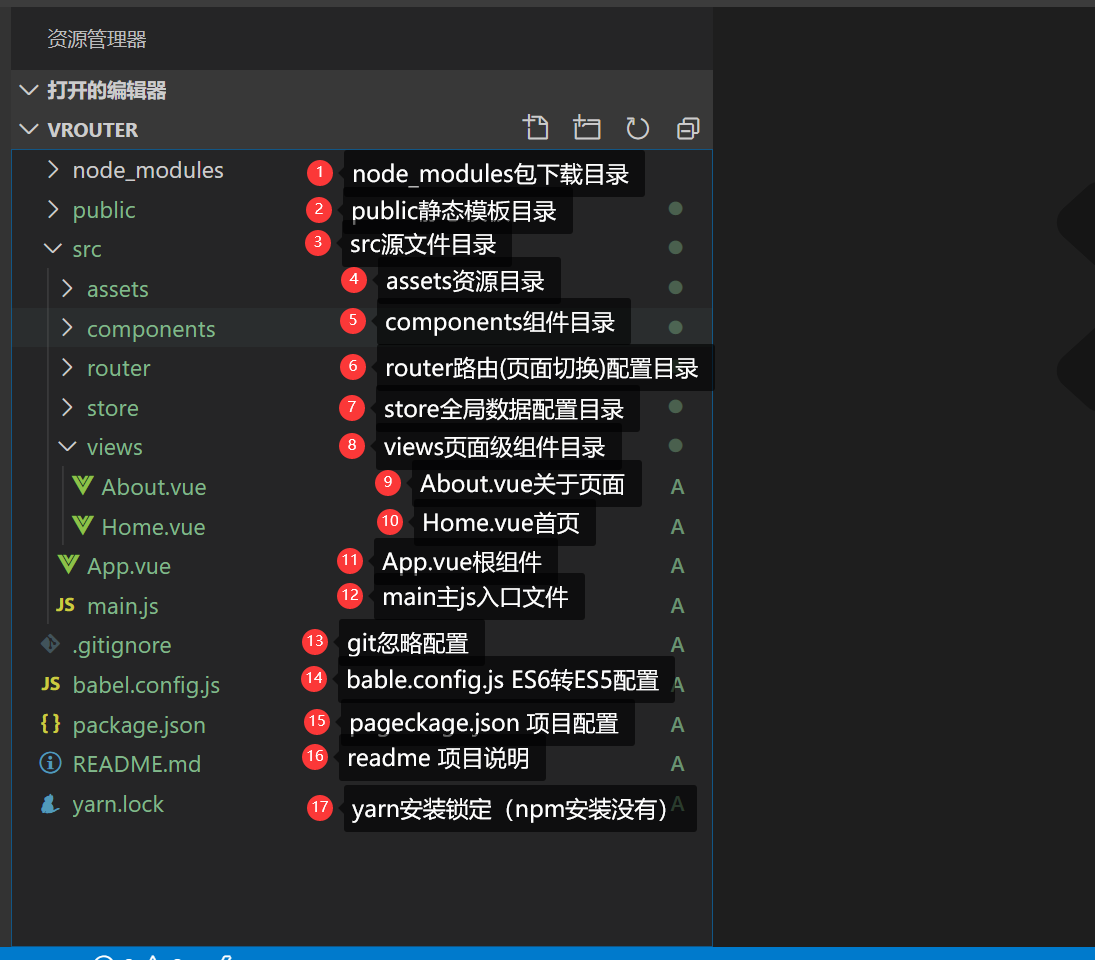 资源管理器
打开的编辑器
VROUTER
node_modules 1 node_modules包下载目录
public 2 public静态模板目录
src 3 src源文件目录
assets 4 assets资源目录
components 5 components组件目录
router 6 router路由(页面切换)配置目录
store 7 store全局数据配置目录
views 8 views页面级组件目录
About.vue 9 About.vue关于页面 A
Home.vue 10 Home.vue首页 A
App.vue 11 App.vue根组件 A
JS main.js 12 main主js入口文件 A
.gitignore 13 git忽略配置 A
JS babel.config.js 14 bable.config.js ES6转ES5配置 A
{} package.json 15 pageckage.json 项目配置 A
README.md 16 readme 项目说明 A
yarn.lock 17 yarn安装锁定（npm安装没有） A